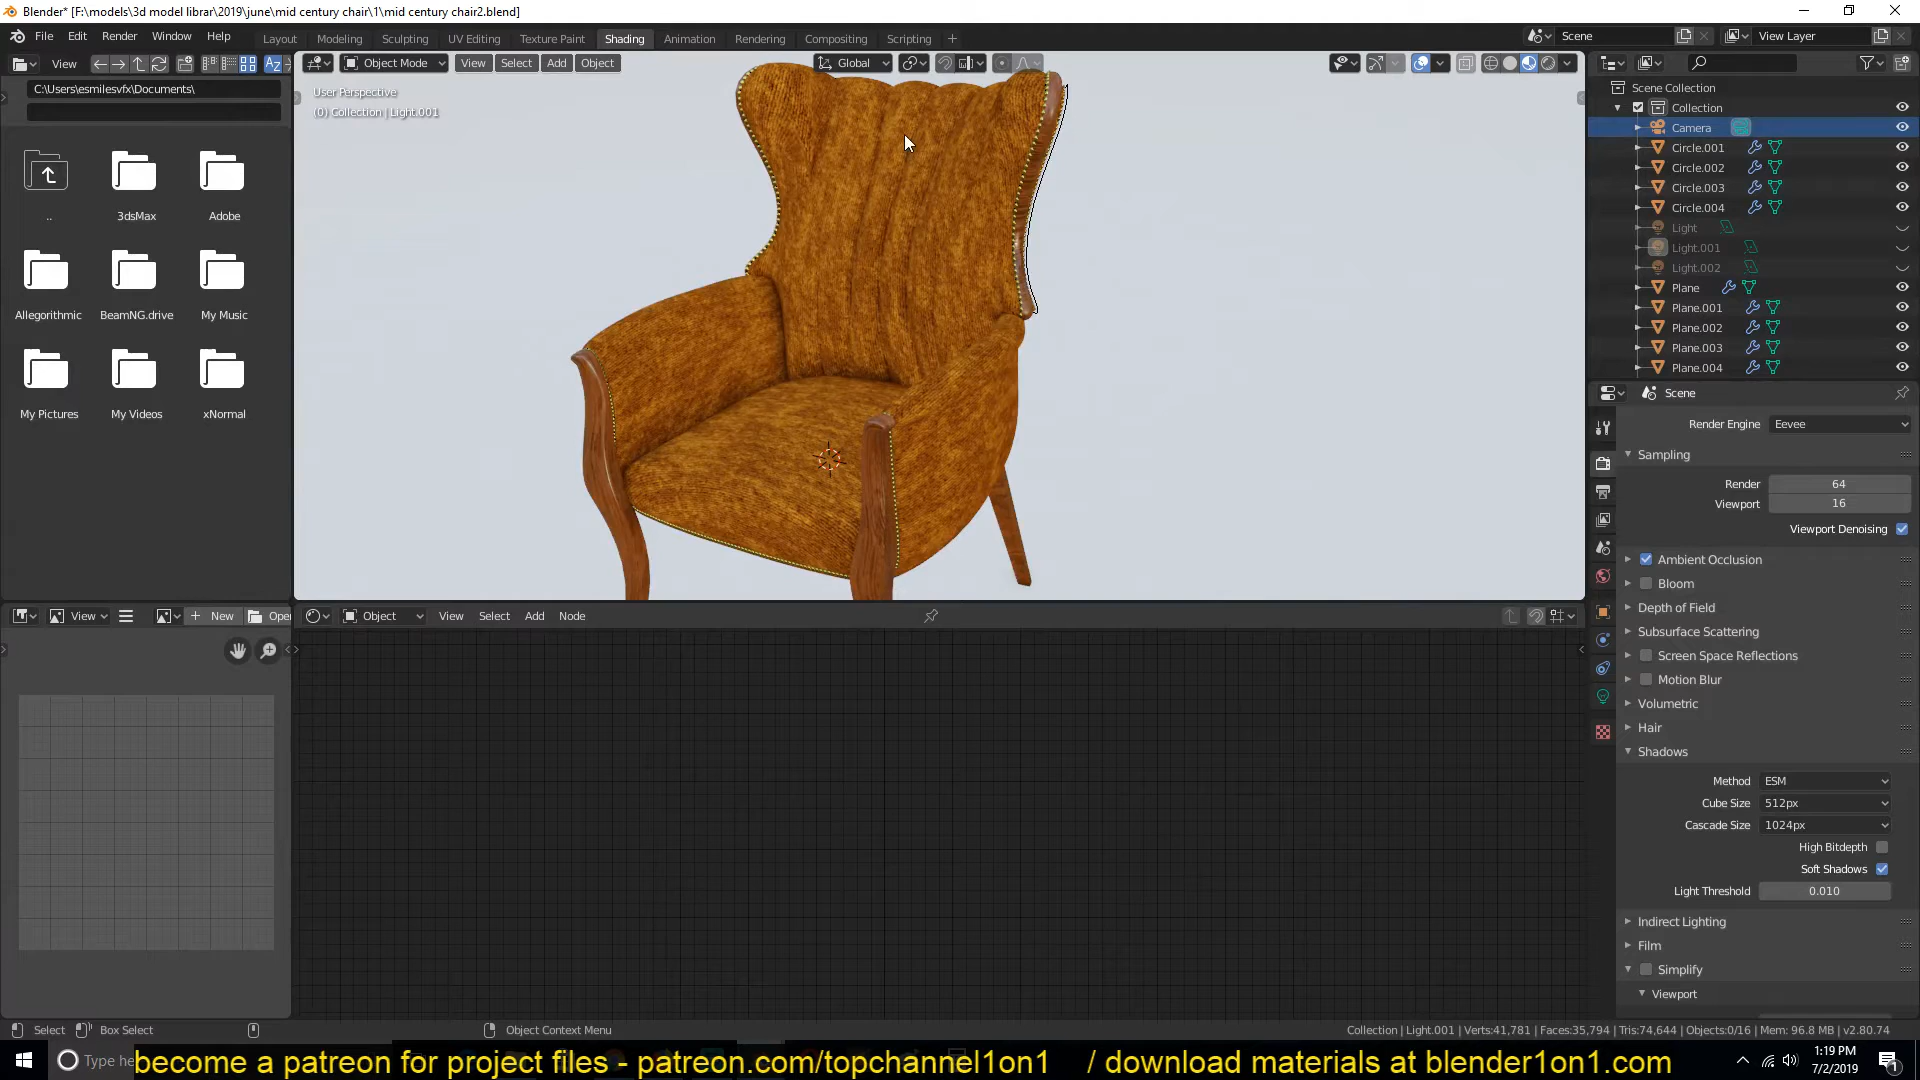 Blender* [F:\models\3d model librar\2019\june\mid century chair\1\mid century chair2.blend]
File Edit Render Window Help
Layout Modeling Sculpting UV Editing Texture Paint Shading Animation Rendering Compositing Scripting
Scene
View Layer
View
Object Mode View Select Add Object
Global
C:\Users\esmilesvfx\Documents\
..
3dsMax
Adobe
Allegorithmic
BeamNG.drive
My Music
My Pictures
My Videos
xNormal
User Perspective
(0) Collection | Light.001
Scene Collection
Collection
Camera
Circle.001
Circle.002
Circle.003
Circle.004
Light
Light.001
Light.002
Plane
Plane.001
Plane.002
Plane.003
Plane.004
Scene
Render Engine Eevee
Sampling
Render 64
Viewport 16
Viewport Denoising
Ambient Occlusion
Bloom
Depth of Field
Subsurface Scattering
Screen Space Reflections
Motion Blur
Volumetric
Hair
Shadows
Method ESM
Cube Size 512px
Cascade Size 1024px
High Bitdepth
Soft Shadows
Light Threshold 0.010
Indirect Lighting
Film
Simplify
Viewport
View New Open
Object View Select Add Node
Select Box Select Object Context Menu
Collection | Light.001 | Verts:41,781 | Faces:35,794 | Tris:74,644 | Objects:0/16 | Mem: 96.8 MB | v2.80.74
Type he
become a patreon for project files - patreon.com/topchannel1on1 / download materials at blender1on1.com
1:19 PM
7/2/2019